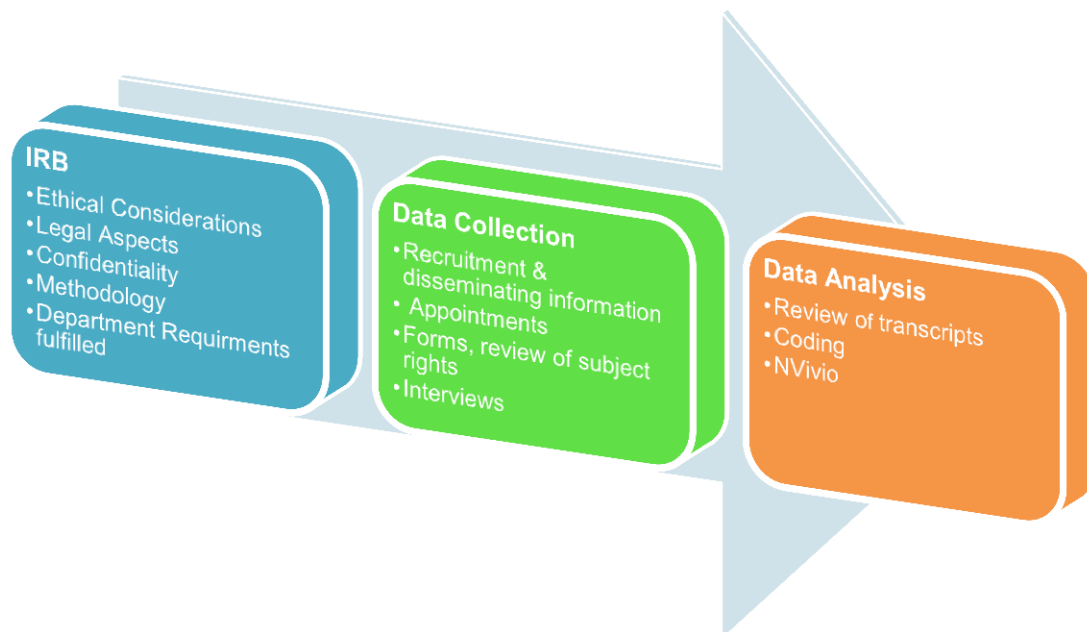 IRB
•Ethical Considerations
•Legal Aspects
•Confidentiality
•Methodology
•Department Requirments
fulfilled
Data Collection
•Recruitment &
disseminating information
• Appointments
•Forms, review of subject
rights
•Interviews
Data Analysis
•Review of transcripts
•Coding
•NVivio